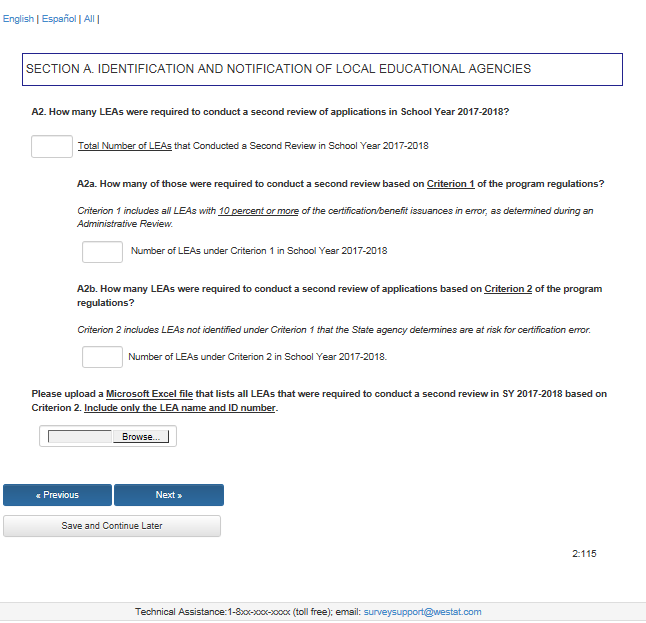 English | Español | All |
SECTION A. IDENTIFICATION AND NOTIFICATION OF LOCAL EDUCATIONAL AGENCIES
A2. How many LEAs were required to conduct a second review of applications in School Year 2017-2018?
Total Number of LEAs that Conducted a Second Review in School Year 2017-2018
A2a. How many of those were required to conduct a second review based on Criterion 1 of the program regulations?
Criterion 1 includes all LEAs with 10 percent or more of the certification/benefit issuances in error, as determined during an
Administrative Review.
Number of LEAs under Criterion 1 in School Year 2017-2018
A2b. How many LEAs were required to conduct a second review of applications based on Criterion 2 of the program
regulations?
Criterion 2 includes LEAs not identified under Criterion 1 that the State agency determines are at risk for certification error.
Number of LEAs under Criterion 2 in School Year 2017-2018.
Please upload a Microsoft Excel file that lists all LEAs that were required to conduct a second review in SY 2017-2018 based on
Criterion 2. Include only the LEA name and ID number.
Browse...
« Previous
Next »
Save and Continue Later
2:115
Technical Assistance:1-8xx-xxx-xxxx (toll free); email: surveysupport@westat.com